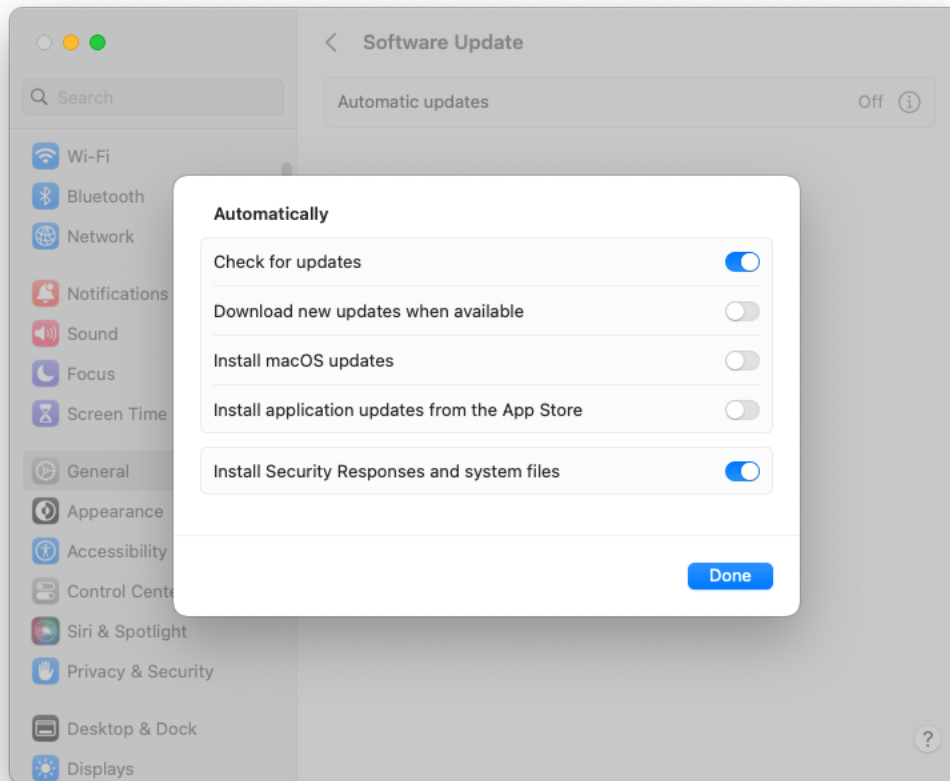 Software Update
Search
Automatic updates Off
Wi-Fi
Bluetooth
Network
Notifications
Sound
Focus
Screen Time
General
Appearance
Accessibility
Control Cente
Siri & Spotlight
Privacy & Security
Desktop & Dock
Displays
Automatically
Check for updates
Download new updates when available
Install macOS updates
Install application updates from the App Store
Install Security Responses and system files
Done
?